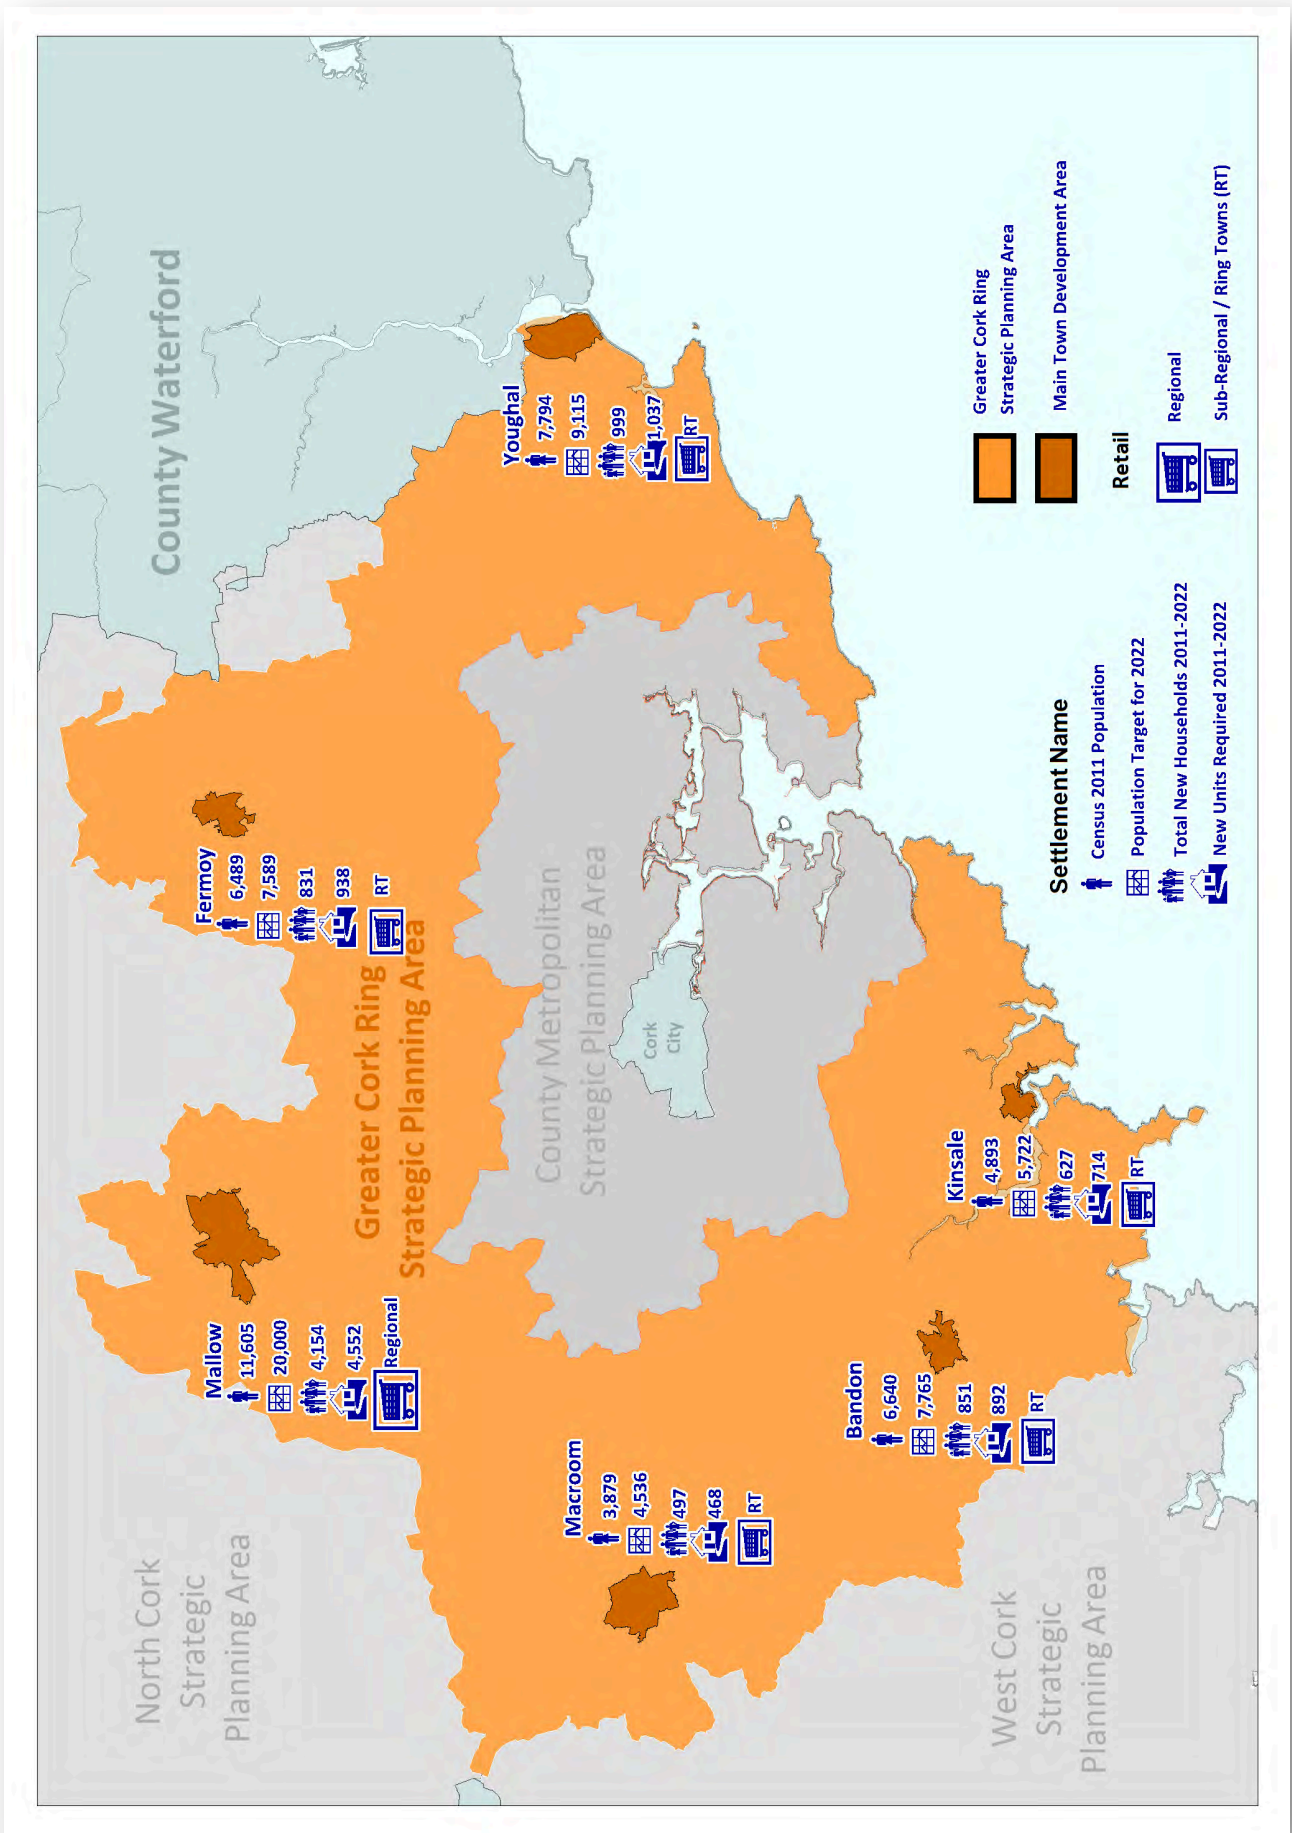 County Waterford
Youghal
7,794
9,115
999
1,037
RT
Fermoy
6,489
7,589
831
938
RT
Greater Cork Ring
Strategic Planning Area
County Metropolitan
Strategic Planning Area
Cork
City
Mallow
11,605
20,000
4,154
4,552
Regional
Macroom
3,879
4,536
497
468
RT
Bandon
6,640
7,765
851
892
RT
Kinsale
4,893
5,722
627
714
RT
North Cork
Strategic
Planning Area
West Cork
Strategic
Planning Area
Settlement Name
Census 2011 Population
Population Target for 2022
Total New Households 2011-2022
New Units Required 2011-2022
Greater Cork Ring
Strategic Planning Area
Main Town Development Area
Retail
Regional
Sub-Regional / Ring Towns (RT)